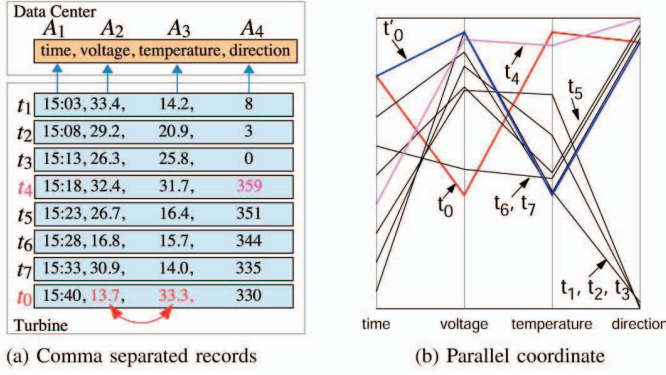 Data Center
A1 A2 A3 A4
time, voltage, temperature, direction
t1 15:03, 33.4, 14.2, 8
t2 15:08, 29.2, 20.9, 3
t3 15:13, 26.3, 25.8, 0
t4 15:18, 32.4, 31.7, 359
t5 15:23, 26.7, 16.4, 351
t6 15:28, 16.8, 15.7, 344
t7 15:33, 30.9, 14.0, 335
t0 15:40, 13.7, 33.3, 330
Turbine
(a) Comma separated records
t'0
t4
t5
t0
t6, t7
t1, t2, t3
time voltage temperature direction
(b) Parallel coordinate